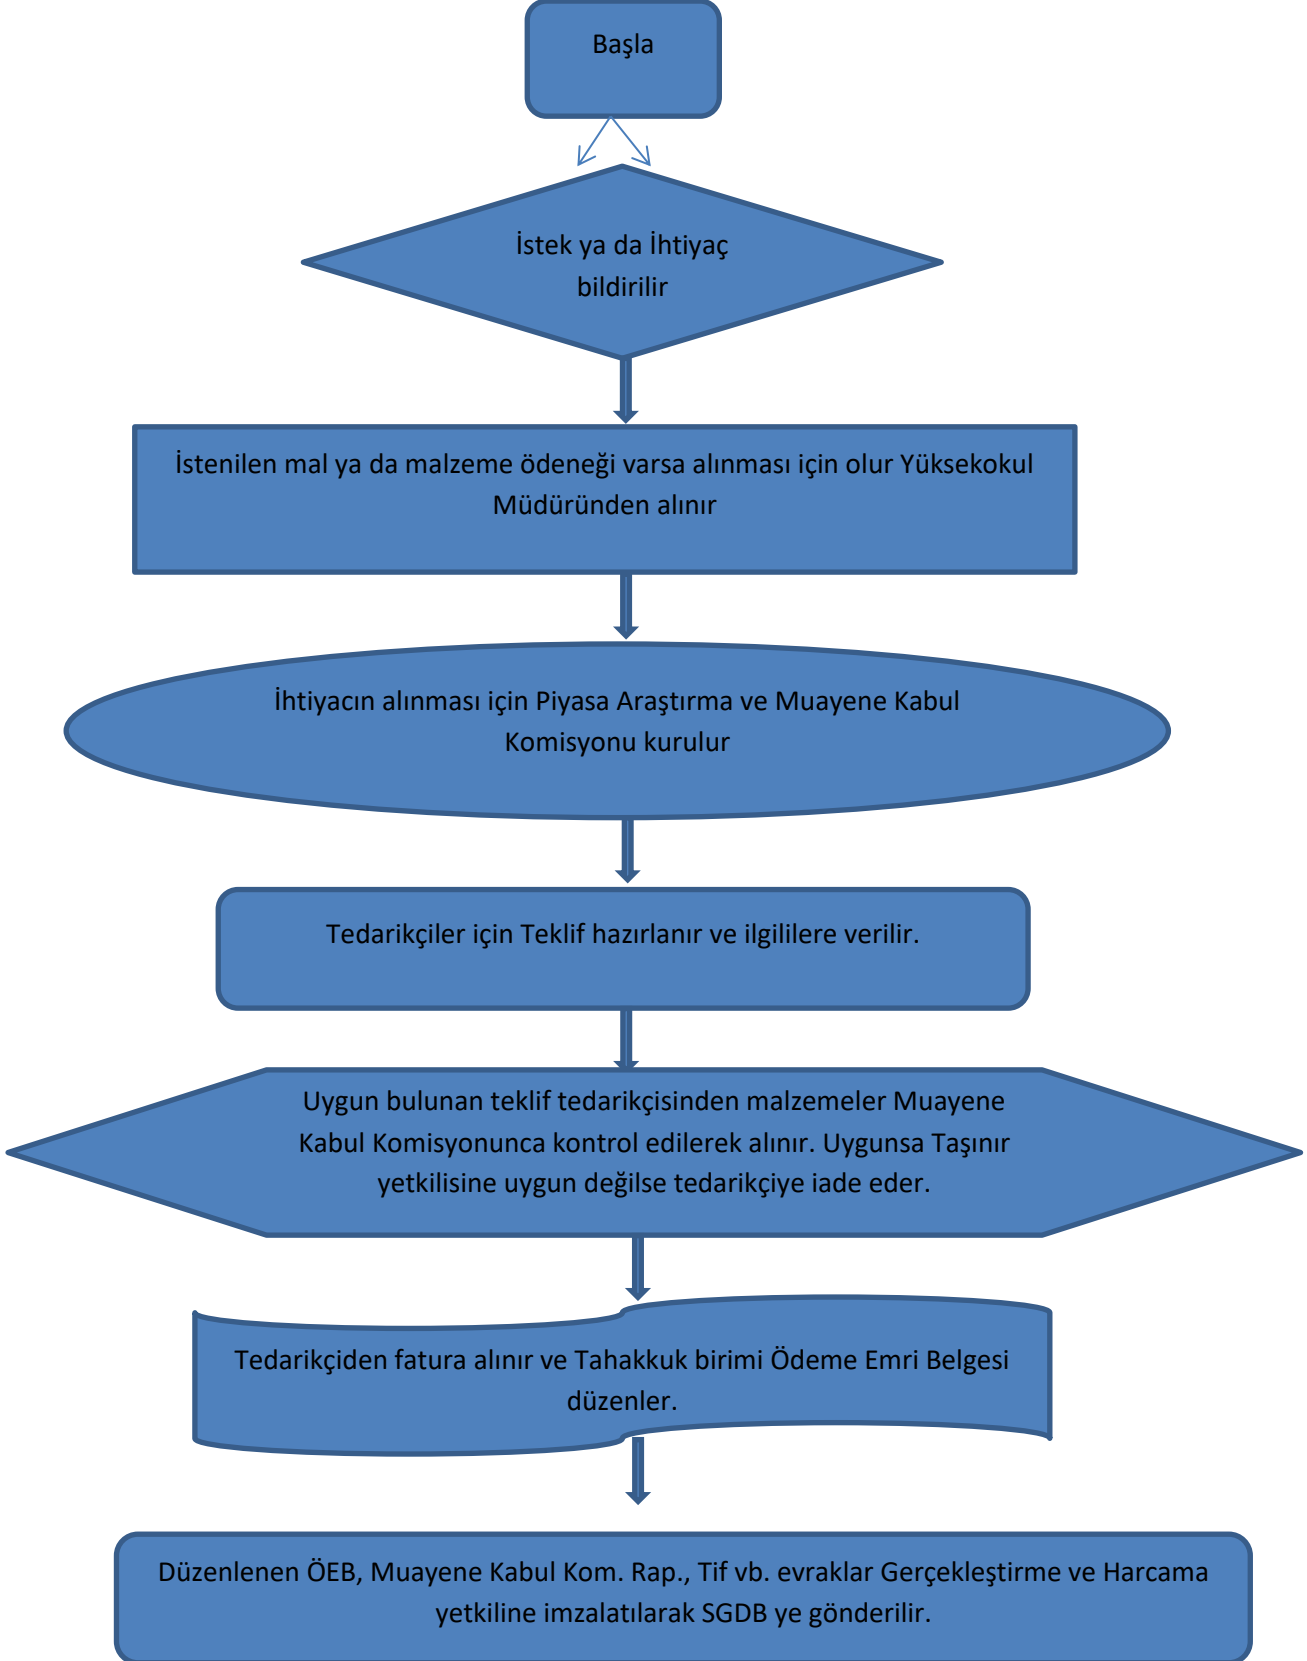 Başla
İstek ya da İhtiyaç
bildirilir
İstenilen mal ya da malzeme ödeneği varsa alınması için olur Yüksekokul
Müdüründen alınır
İhtiyacın alınması için Piyasa Araştırma ve Muayene Kabul
Komisyonu kurulur
Tedarikçiler için Teklif hazırlanır ve ilgililere verilir.
Uygun bulunan teklif tedarikçisinden malzemeler Muayene
Kabul Komisyonunca kontrol edilerek alınır. Uygunsa Taşınır
yetkilisine uygun değilse tedarikçiye iade eder.
Tedarikçiden fatura alınır ve Tahakkuk birimi Ödeme Emri Belgesi
düzenler.
Düzenlenen ÖEB, Muayene Kabul Kom. Rap., Tif vb. evraklar Gerçekleştirme ve Harcama
yetkiline imzalatılarak SGDB ye gönderilir.